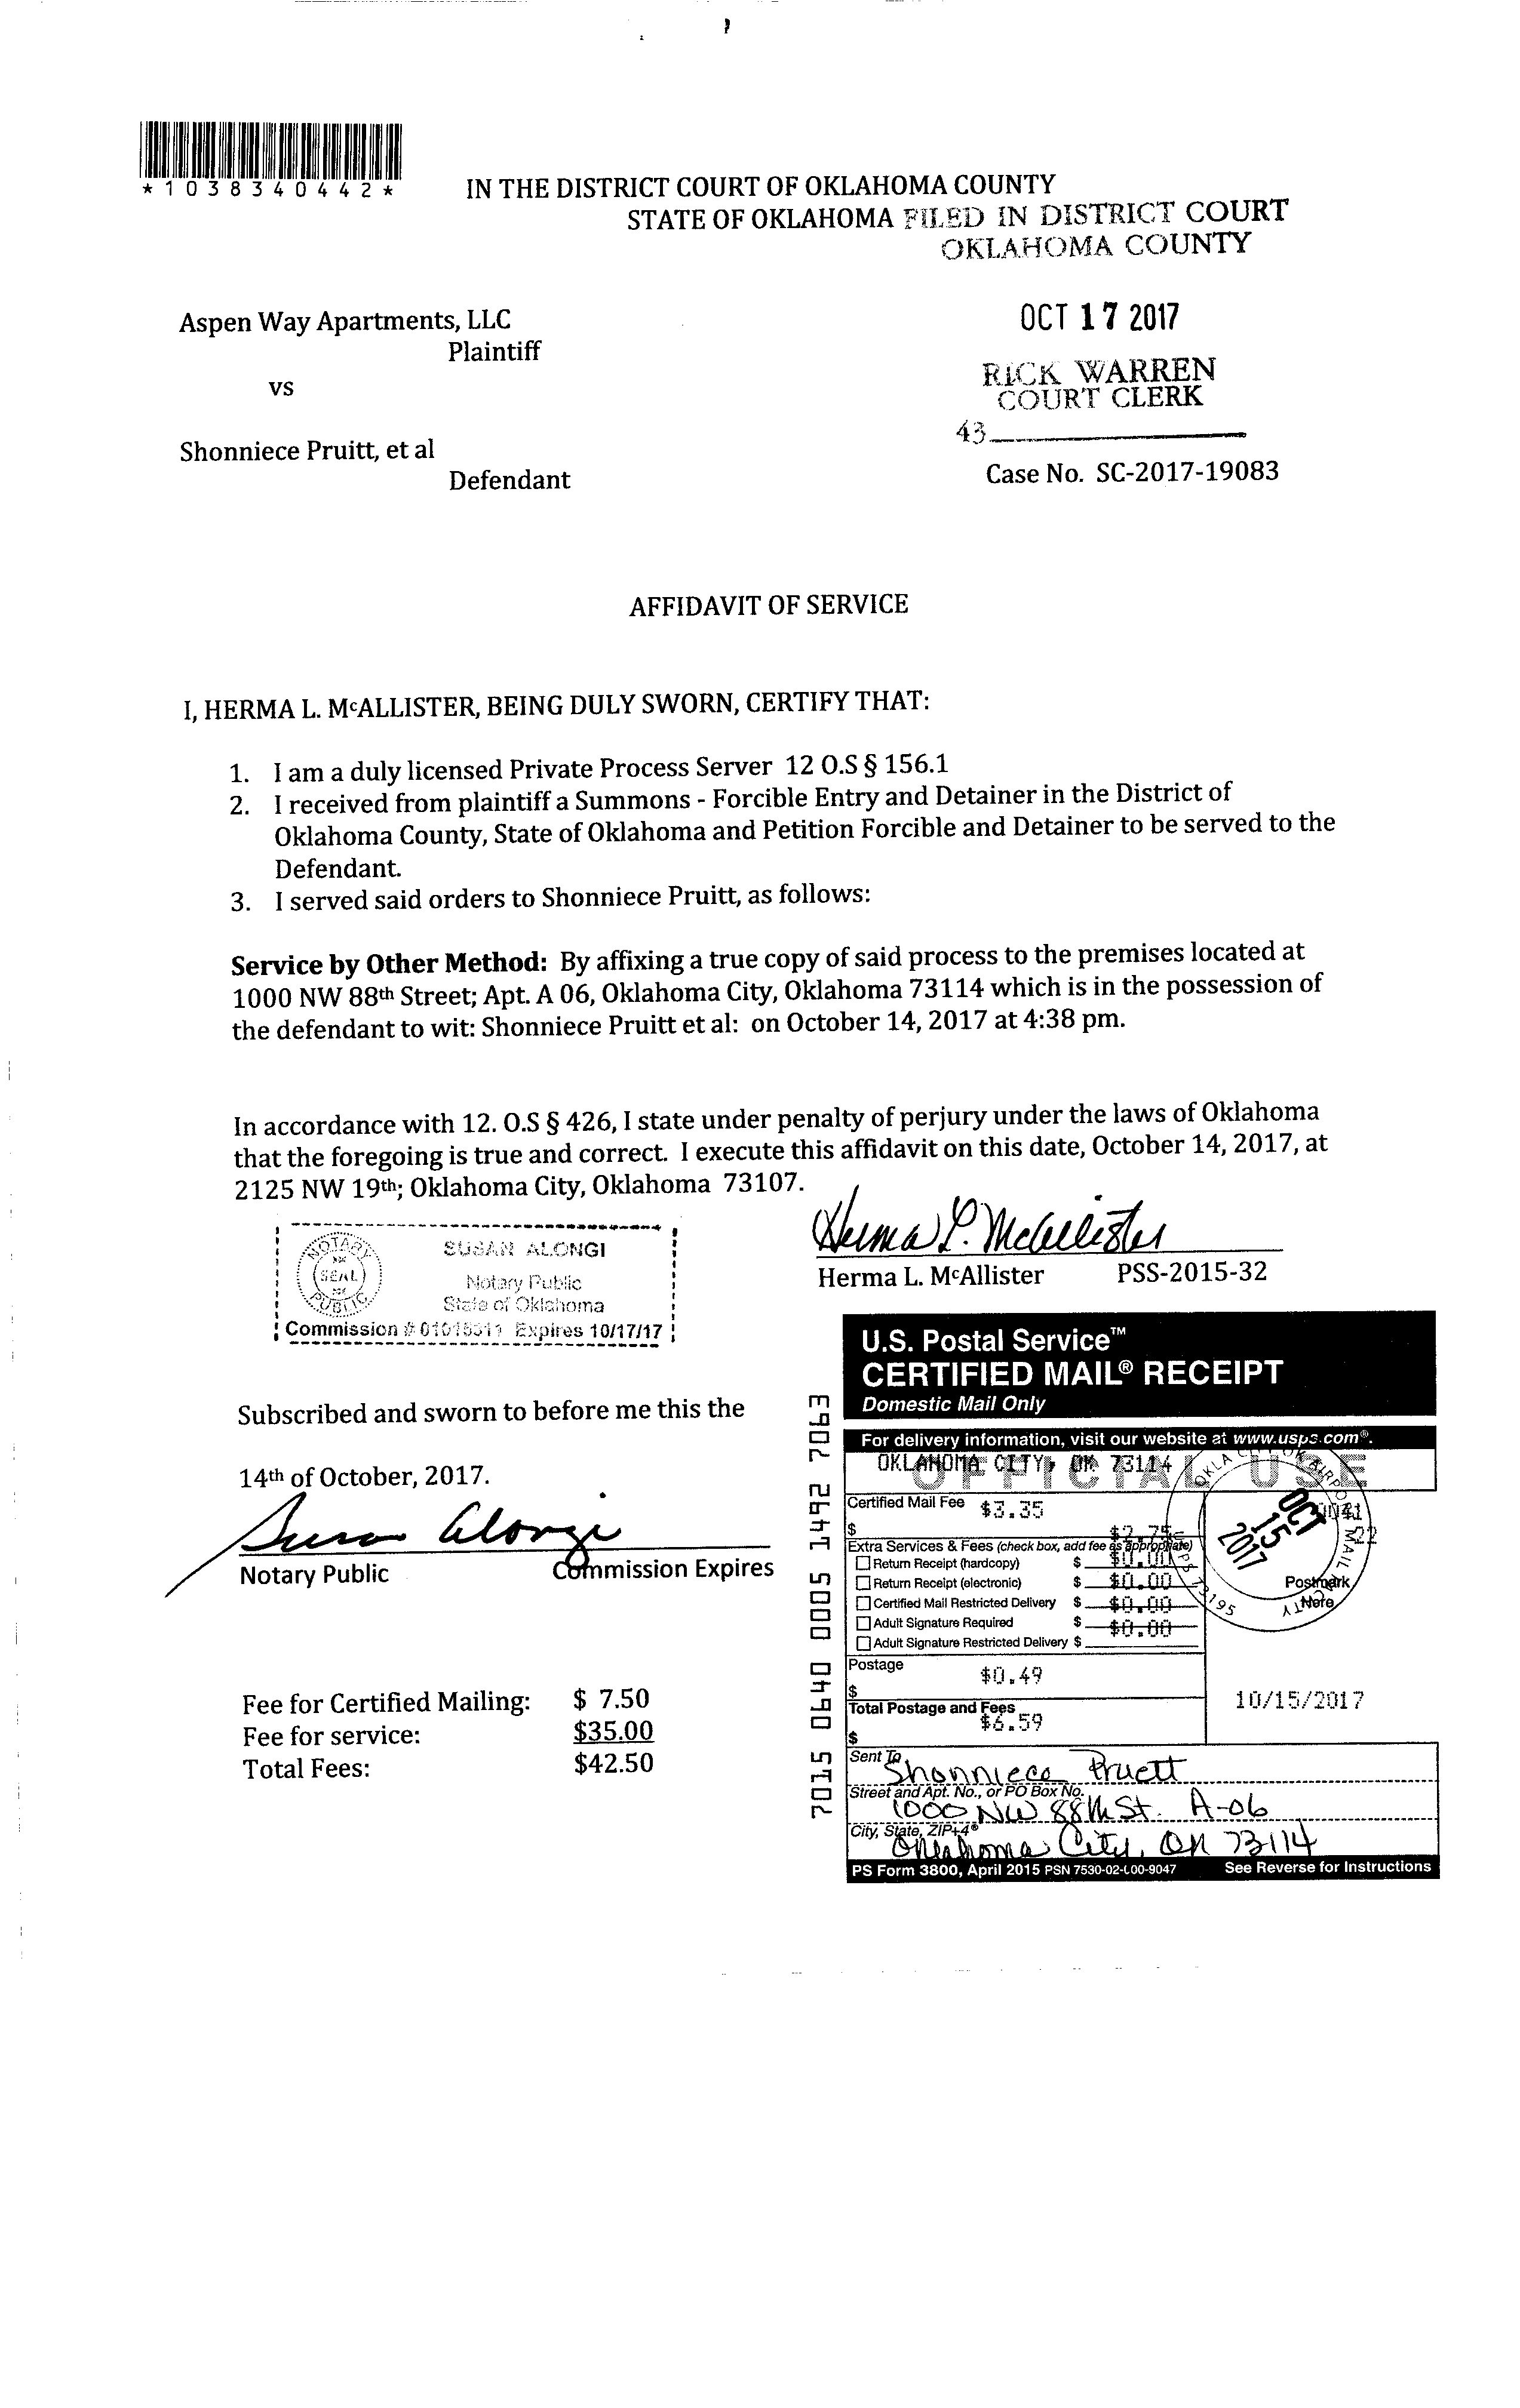 *1038340442*
IN THE DISTRICT COURT OF OKLAHOMA COUNTY
STATE OF OKLAHOMA FILED IN DISTRICT COURT
OKLAHOMA COUNTY
Aspen Way Apartments, LLC
Plaintiff
OCT 17 2017
vs
RICK WARREN
COURT CLERK
43
Shonniece Pruitt, et al
Defendant
Case No. SC-2017-19083
AFFIDAVIT OF SERVICE
I, HERMA L. McALLISTER, BEING DULY SWORN, CERTIFY THAT:
1. I am a duly licensed Private Process Server 12 O.S § 156.1
2. I received from plaintiff a Summons - Forcible Entry and Detainer in the District of
Oklahoma County, State of Oklahoma and Petition Forcible and Detainer to be served to the
Defendant.
3. I served said orders to Shonniece Pruitt, as follows:
Service by Other Method: By affixing a true copy of said process to the premises located at
1000 NW 88th Street; Apt. A 06, Oklahoma City, Oklahoma 73114 which is in the possession of
the defendant to wit: Shonniece Pruitt et al: on October 14, 2017 at 4:38 pm.
In accordance with 12. O.S § 426, I state under penalty of perjury under the laws of Oklahoma
that the foregoing is true and correct. I execute this affidavit on this date, October 14, 2017, at
2125 NW 19th; Oklahoma City, Oklahoma 73107.
Herma L. McAllister
Herma L. McAllister PSS-2015-32
NOTARY PUBLIC
SEAL
SUSAN ALONGI
Notary Public
State of Oklahoma
Commission # Expires 10/17/17
Subscribed and sworn to before me this the
14th of October, 2017.
Susan Alongi
Notary Public Commission Expires
Fee for Certified Mailing: $ 7.50
Fee for service: $35.00
Total Fees: $42.50
7015 0640 0005 1492 7063
U.S. Postal Service™
CERTIFIED MAIL® RECEIPT
Domestic Mail Only
For delivery information, visit our website at www.usps.com®.
OFFICIAL USE
OKLAHOMA CITY, OK 73114
Certified Mail Fee $3.35
$ $2.75
Extra Services & Fees (check box, add fee as appropriate)
Return Receipt (hardcopy) $ $0.00
Return Receipt (electronic) $ $0.00
Certified Mail Restricted Delivery $ $0.00
Adult Signature Required $ $0.00
Adult Signature Restricted Delivery $
0041
22
OCT
15
2017
USPS 73195
Postmark
Here
Postage $0.49
$
Total Postage and Fees
$6.59
$
10/15/2017
Sent To
Shonniece Pruett
Street and Apt. No., or PO Box No.
1000 NW 88th St. A-06
City, State, ZIP+4®
Oklahoma City, OK 73114
PS Form 3800, April 2015 PSN 7530-02-000-9047 See Reverse for Instructions